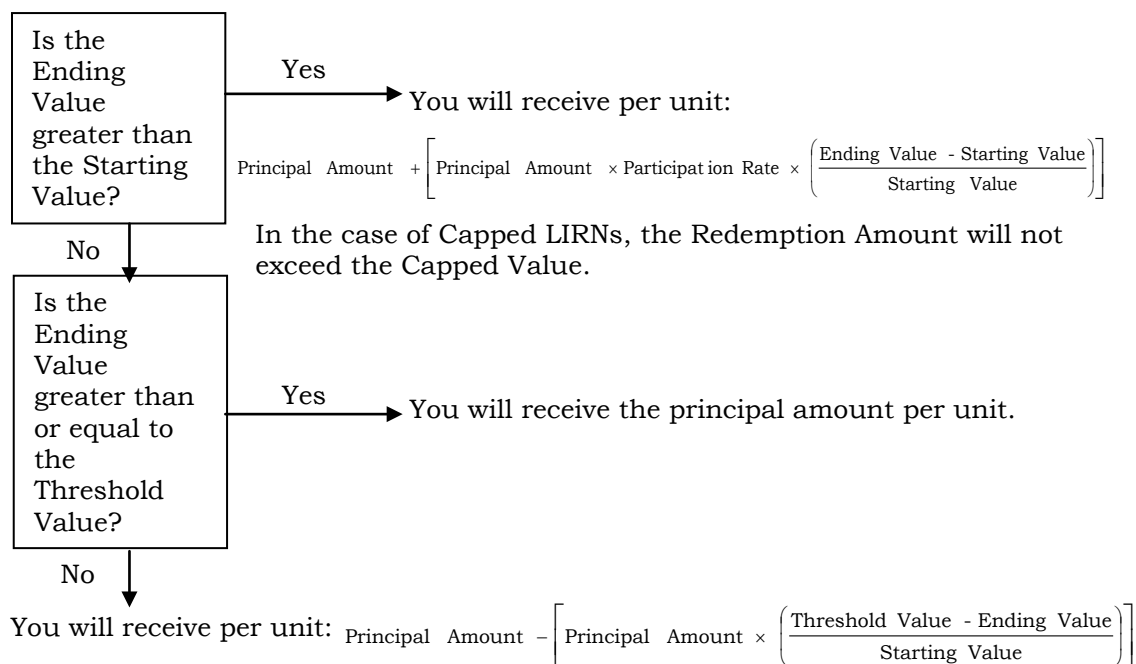 Is the
Ending
Value
greater than
the Starting
Value?
Yes
You will receive per unit:
Principal Amount + [Principal Amount × Participat ion Rate × (Ending Value - Starting Value / Starting Value)]
In the case of Capped LIRNs, the Redemption Amount will not
exceed the Capped Value.
No
Is the
Ending
Value
greater than
or equal to
the
Threshold
Value?
Yes
You will receive the principal amount per unit.
No
You will receive per unit: Principal Amount − [Principal Amount × (Threshold Value - Ending Value / Starting Value)]